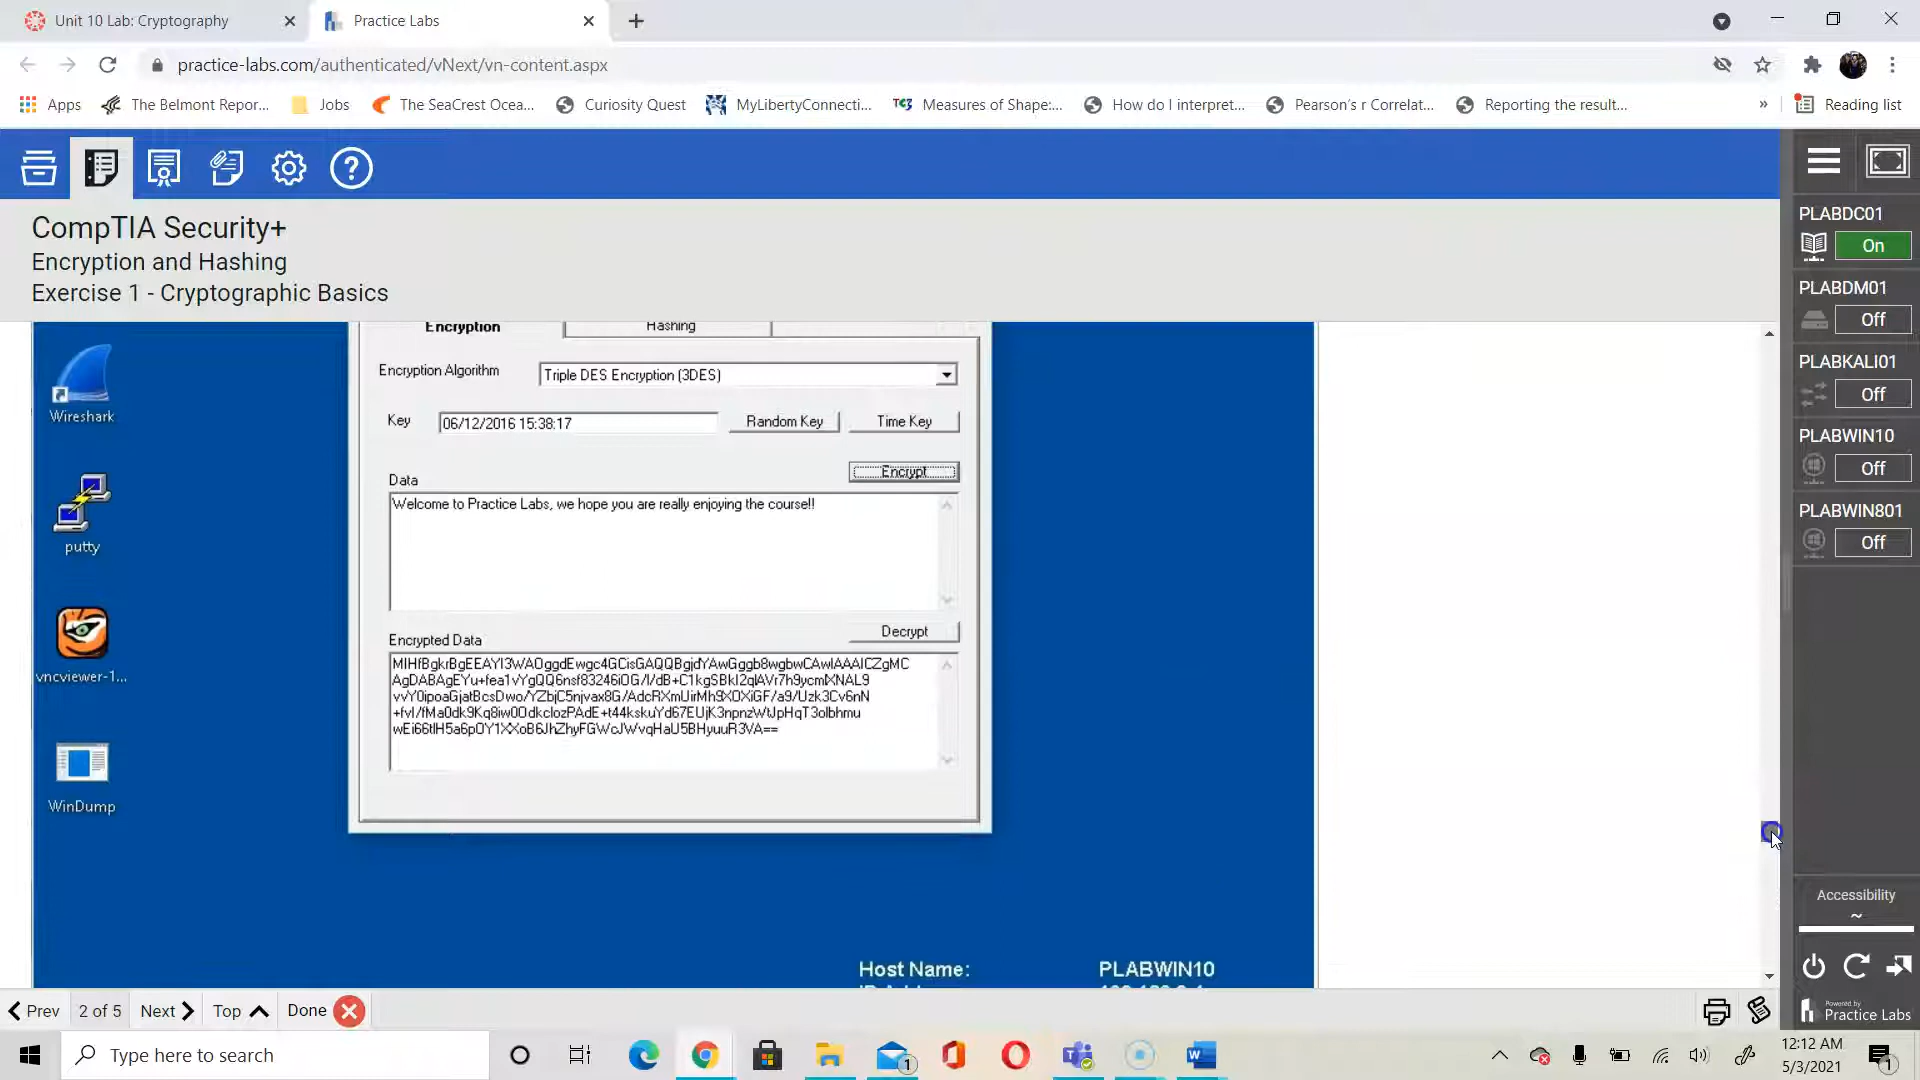 Unit 10 Lab: Cryptography
Practice Labs
practice-labs.com/authenticated/vNext/vn-content.aspx
Apps
The Belmont Repor...
Jobs
The SeaCrest Ocea...
Curiosity Quest
MyLibertyConnecti...
Measures of Shape:...
How do I interpret...
Pearson's r Correlat...
Reporting the result...
»
Reading list
CompTIA Security+
Encryption and Hashing
Exercise 1 - Cryptographic Basics
Wireshark
putty
vncviewer-1...
WinDump
Encryption
Hashing
Encryption Algorithm
Triple DES Encryption (3DES)
Key
06/12/2016 15:38:17
Random Key
Time Key
Encrypt
Data
Welcome to Practice Labs, we hope you are really enjoying the course!!
Decrypt
Encrypted Data
Host Name:
PLABWIN10
PLABDC01
On
PLABDM01
Off
PLABKALI01
Off
PLABWIN10
Off
PLABWIN801
Off
Accessibility
~
Powered by
Practice Labs
Prev
2 of 5
Next
Top
Done
Type here to search
1
12:12 AM
5/3/2021
1